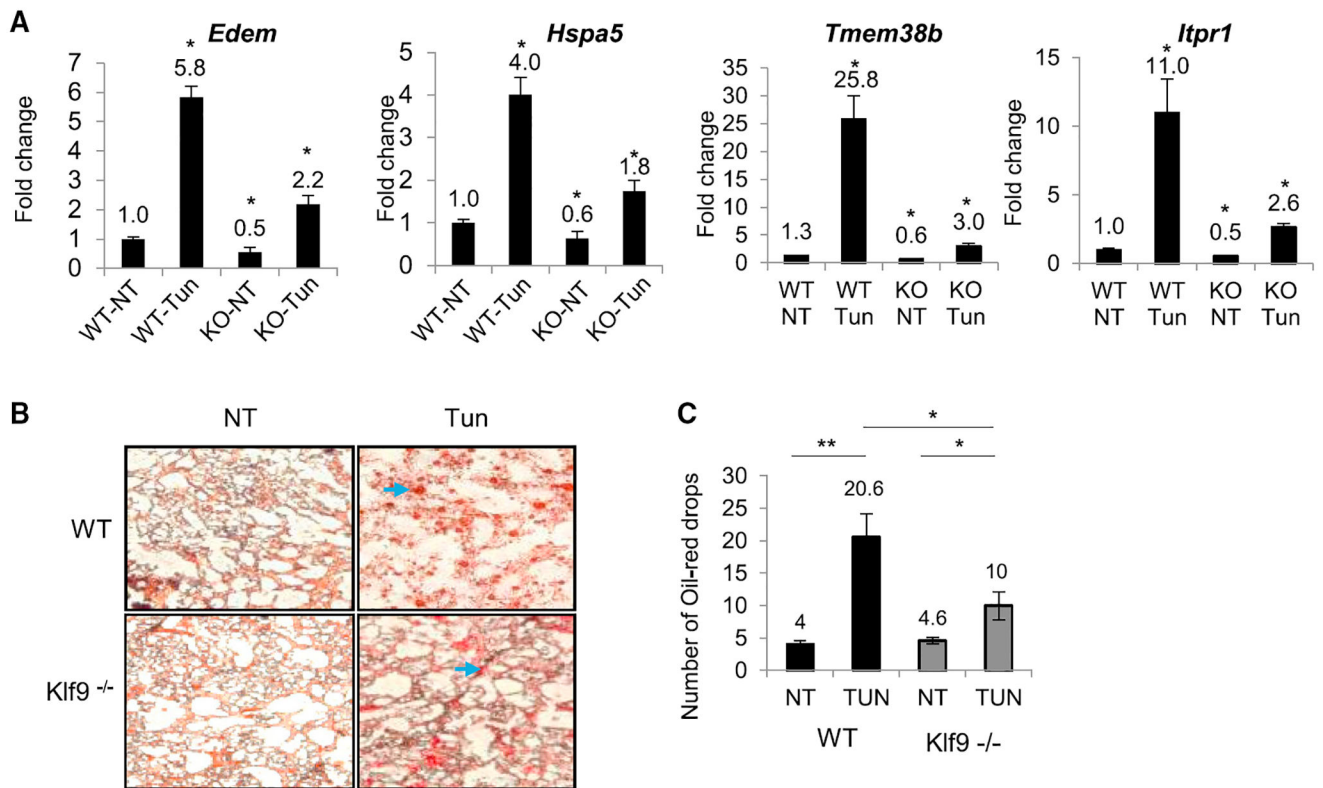 A
Edem
Fold change
7
6
5
4
3
2
1
0
1.0
*
5.8
*
0.5
*
2.2
WT-NT
WT-Tun
KO-NT
KO-Tun
Hspa5
Fold change
5
4
2
1
0
1.0
*
4.0
*
0.6
*
1.8
WT-NT
WT-Tun
KO-NT
KO-Tun
Tmem38b
Fold change
35
30
25
20
15
10
5
0
1.3
*
25.8
*
0.6
*
3.0
WT WT KO KO
NT Tun NT Tun
Itpr1
Fold change
15
10
5
0
1.0
*
11.0
*
0.5
*
2.6
WT WT KO KO
NT Tun NT Tun
B
NT Tun
WT
Klf9 -/-
C
*
** *
Number of Oil-red drops
30
25
20
15
10
5
0
4
20.6
4.6
10
NT TUN NT TUN
WT Klf9 -/-